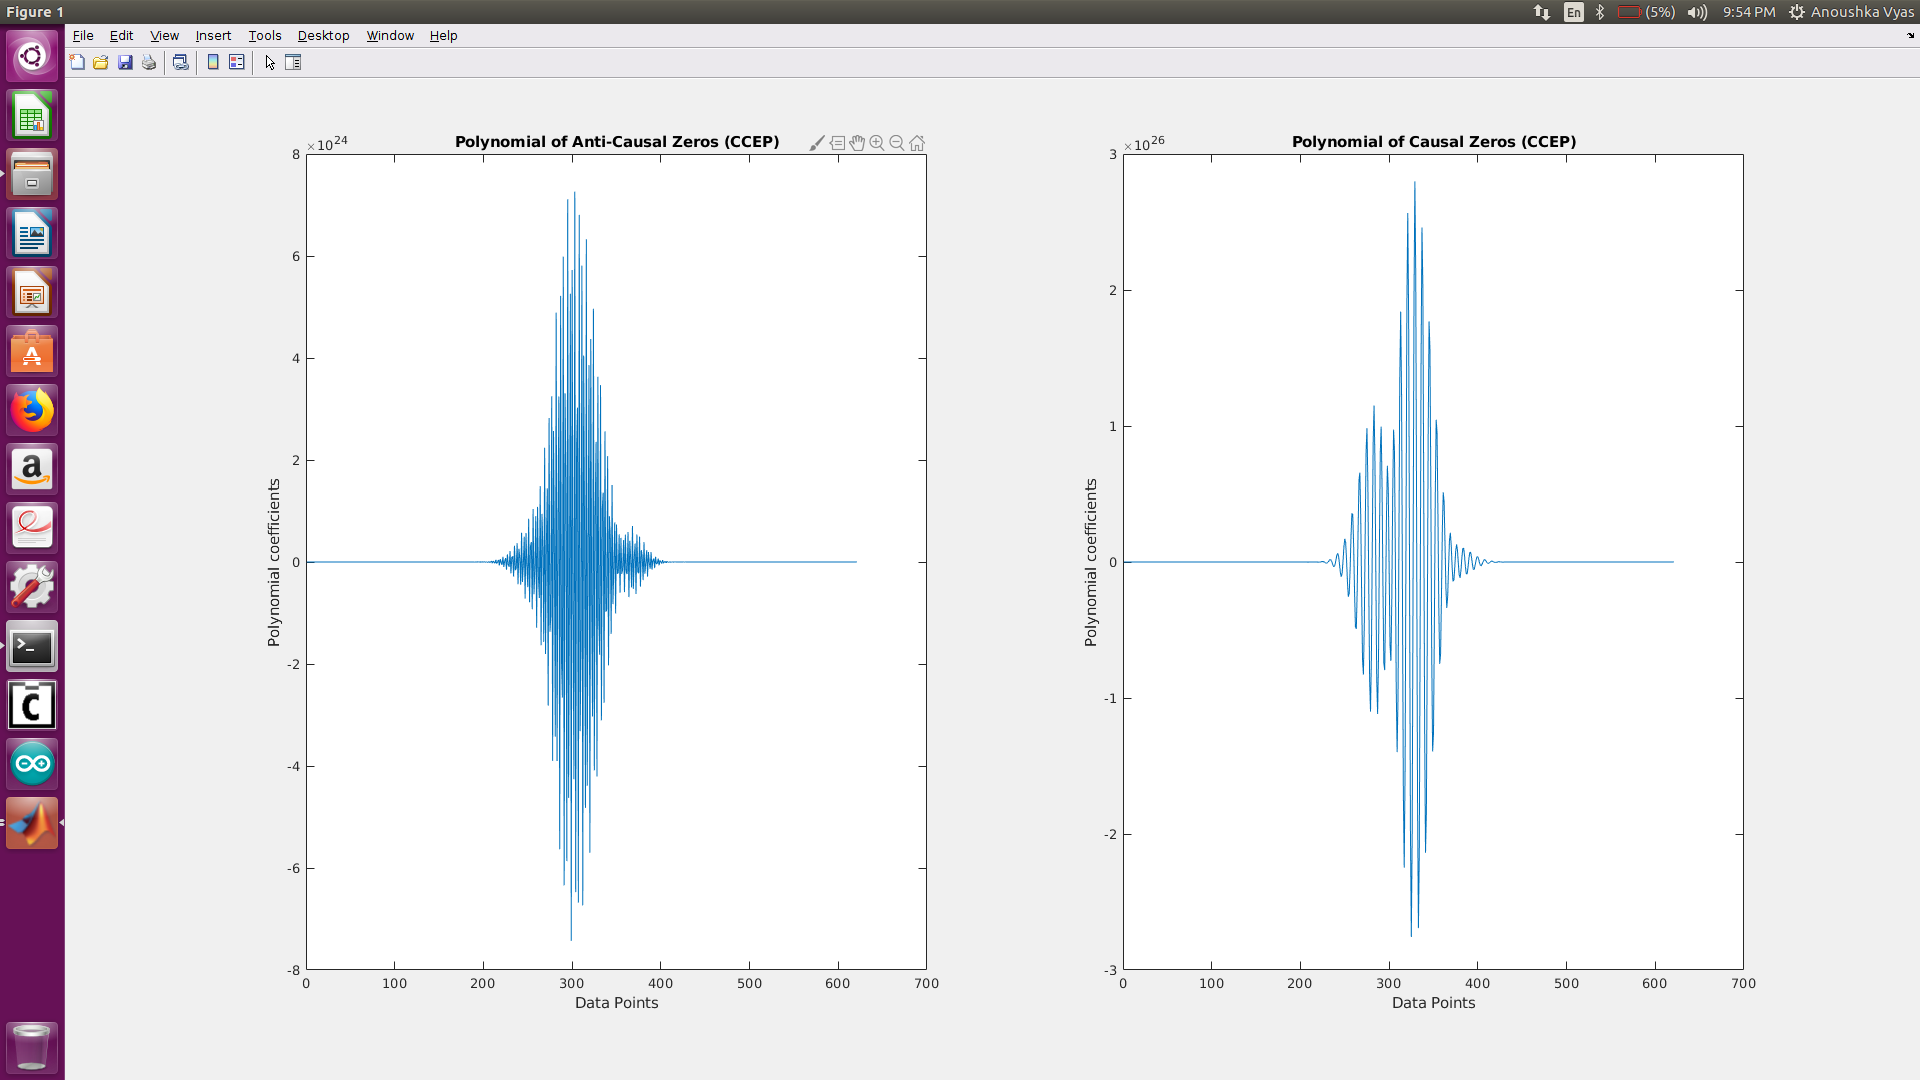 Figure 1
En (5%) 9:54 PM Anoushka Vyas
File Edit View Insert Tools Desktop Window Help
×10^24
Polynomial of Anti-Causal Zeros (CCEP)
8
6
4
2
0
-2
-4
-6
-8
Polynomial coefficients
0 100 200 300 400 500 600 700
Data Points
×10^26
Polynomial of Causal Zeros (CCEP)
3
2
1
0
-1
-2
-3
Polynomial coefficients
0 100 200 300 400 500 600 700
Data Points